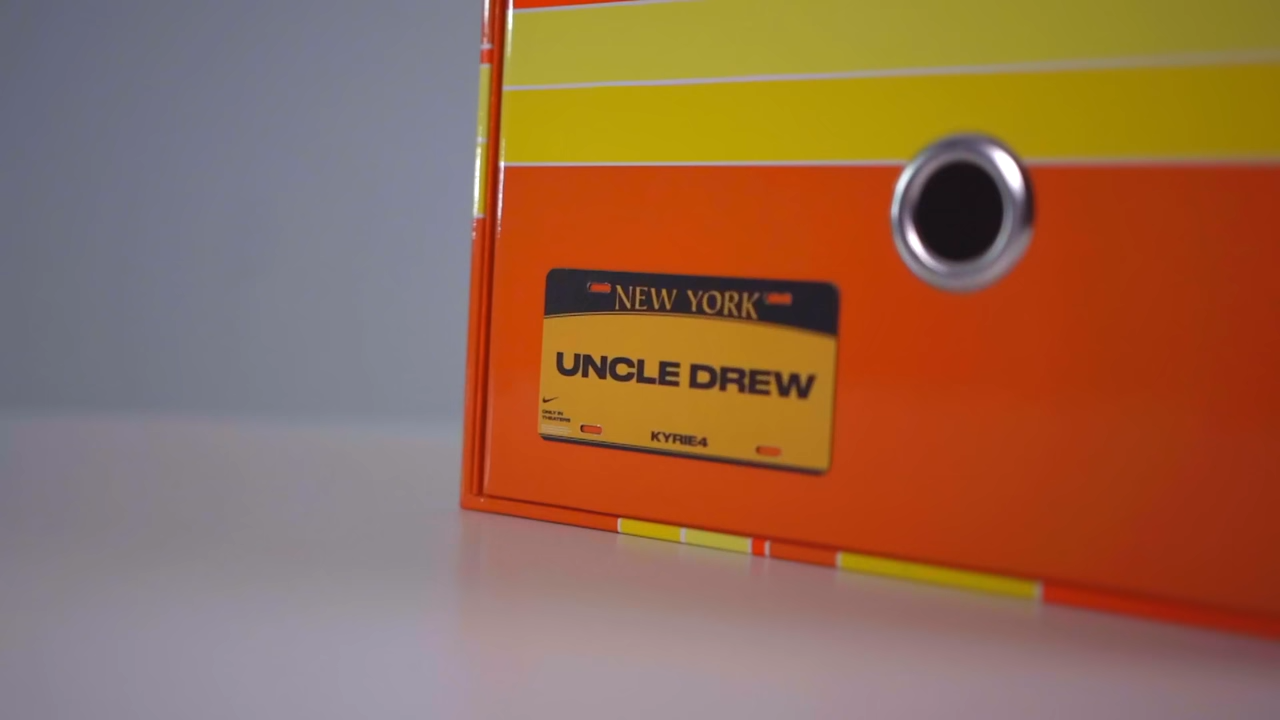 NEW YORK
UNCLE DREW
ONLY IN
THEATERS
KYRIE4